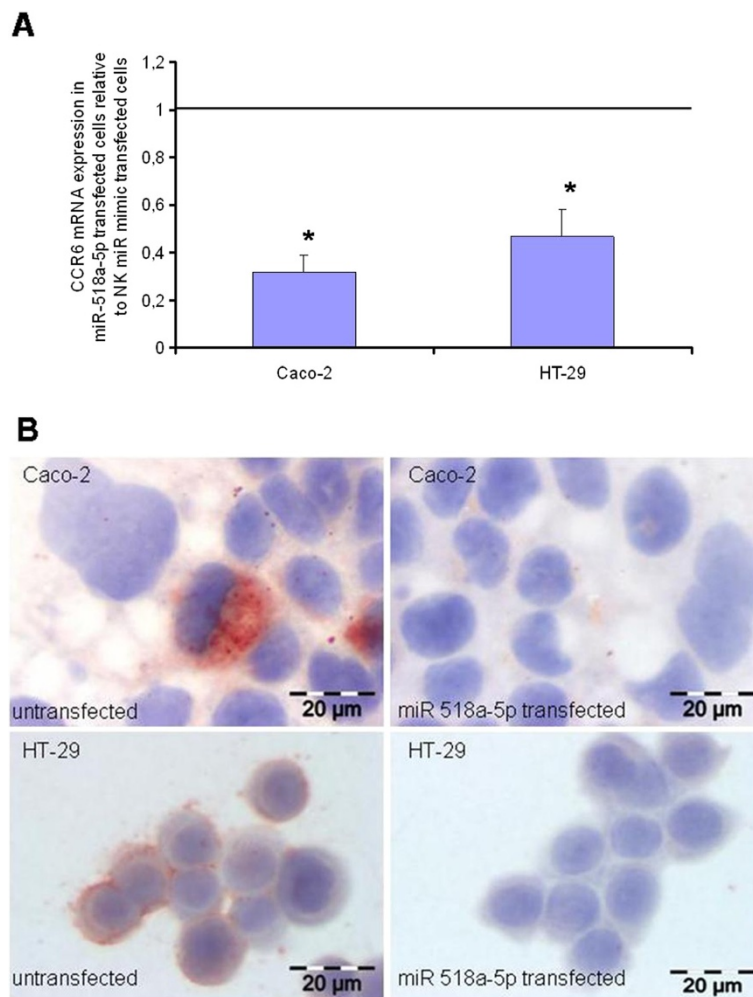 A
CCR6 mRNA expression in
miR-518a-5p transfected cells relative
to NK miR mimic transfected cells
1,2
1
0,8
0,6
0,4
0,2
0
*
*
Caco-2
HT-29
B
Caco-2
untransfected
20 µm
Caco-2
miR 518a-5p transfected
20 µm
HT-29
untransfected
20 µm
HT-29
miR 518a-5p transfected
20 µm